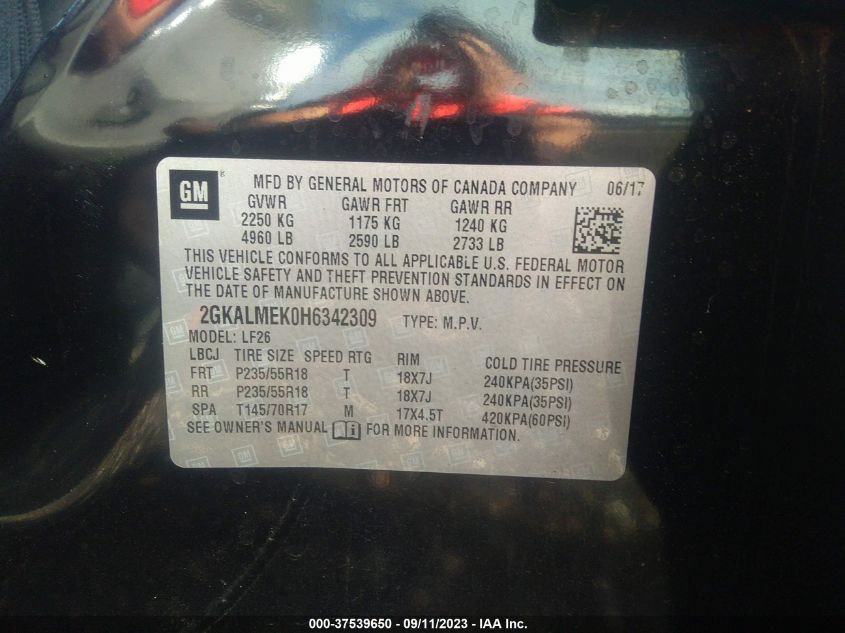 GM ® MFD BY GENERAL MOTORS OF CANADA COMPANY 06/17
GVWR GAWR FRT GAWR RR
2250 KG 1175 KG 1240 KG
4960 LB 2590 LB 2733 LB
THIS VEHICLE CONFORMS TO ALL APPLICABLE U.S. FEDERAL MOTOR
VEHICLE SAFETY AND THEFT PREVENTION STANDARDS IN EFFECT ON
THE DATE OF MANUFACTURE SHOWN ABOVE.
2GKALMEK0H6342309 TYPE: M.P.V.
MODEL: LF26
LBCJ TIRE SIZE SPEED RTG RIM COLD TIRE PRESSURE
FRT P235/55R18 T 18X7J 240KPA(35PSI)
RR P235/55R18 T 18X7J 240KPA(35PSI)
SPA T145/70R17 M 17X4.5T 420KPA(60PSI)
SEE OWNER'S MANUAL FOR MORE INFORMATION.
000-37539650 - 09/11/2023 - IAA Inc.